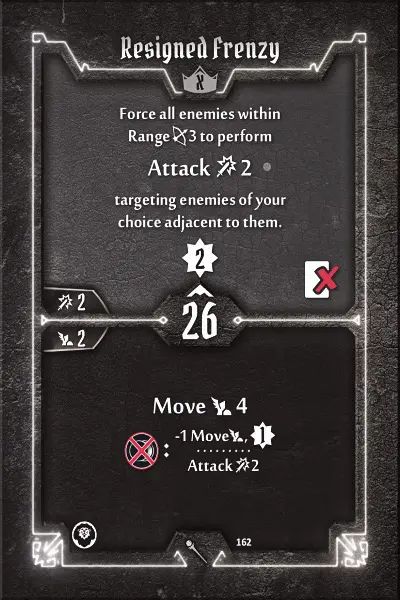 Resigned Frenzy
X
Force all enemies within
Range 3 to perform
Attack 2
targeting enemies of your
choice adjacent to them.
2
2
26
2
Move 4
: -1 Move, 1
Attack 2
162